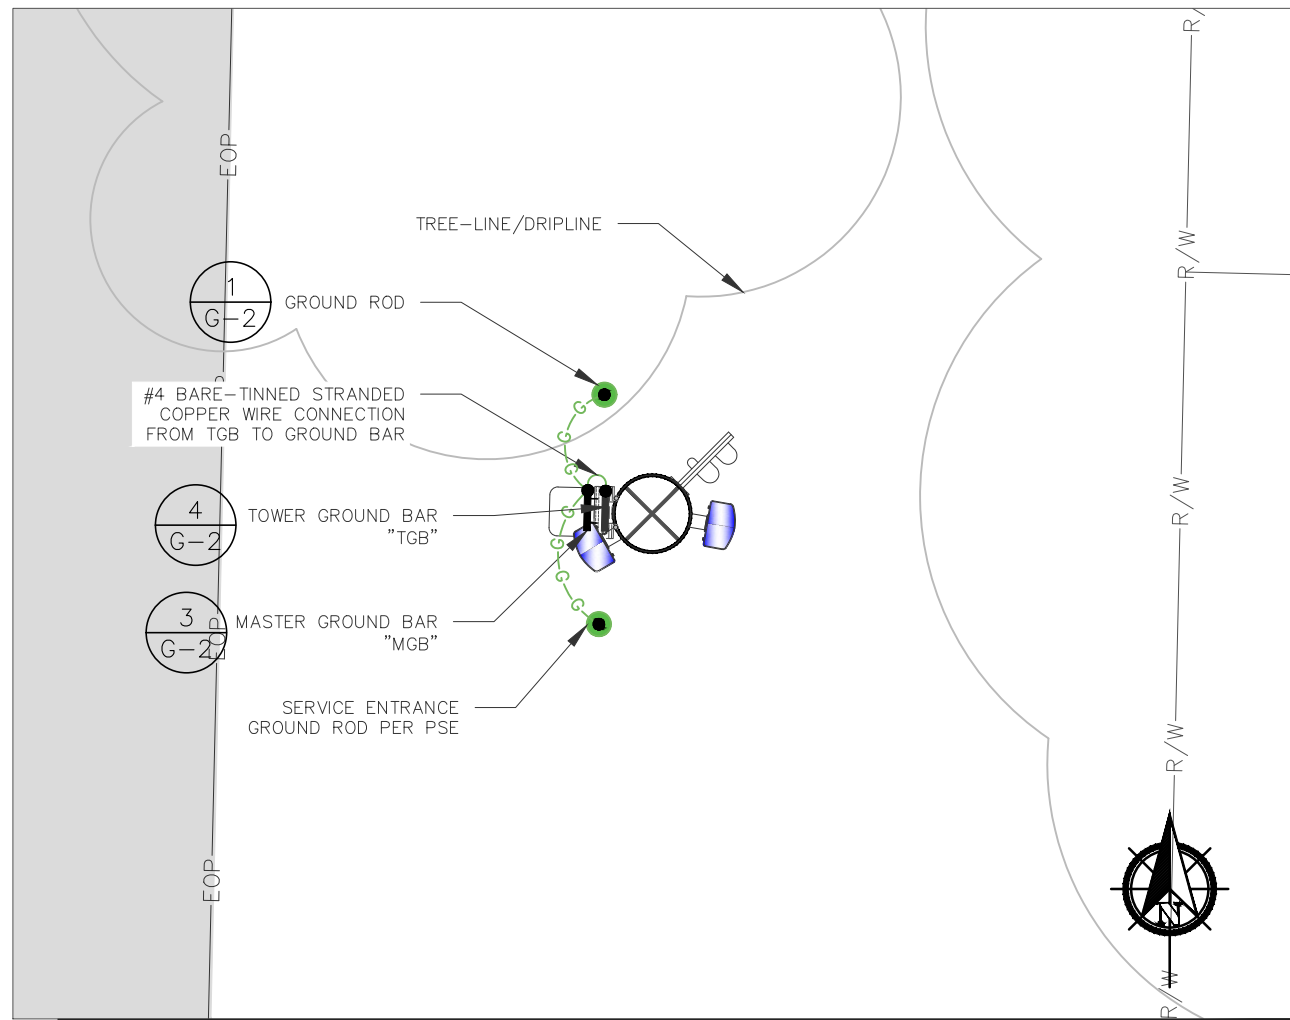 R/
EOP
TREE-LINE/DRIPLINE
R/W
1
G-2
GROUND ROD
#4 BARE-TINNED STRANDED
COPPER WIRE CONNECTION
FROM TGB TO GROUND BAR
G
G
G
4
G-2
TOWER GROUND BAR
"TGB"
G
G
G
G
R/W
3
G-2
EOP
MASTER GROUND BAR
"MGB"
SERVICE ENTRANCE
GROUND ROD PER PSE
R/W
EOP
N
R/W